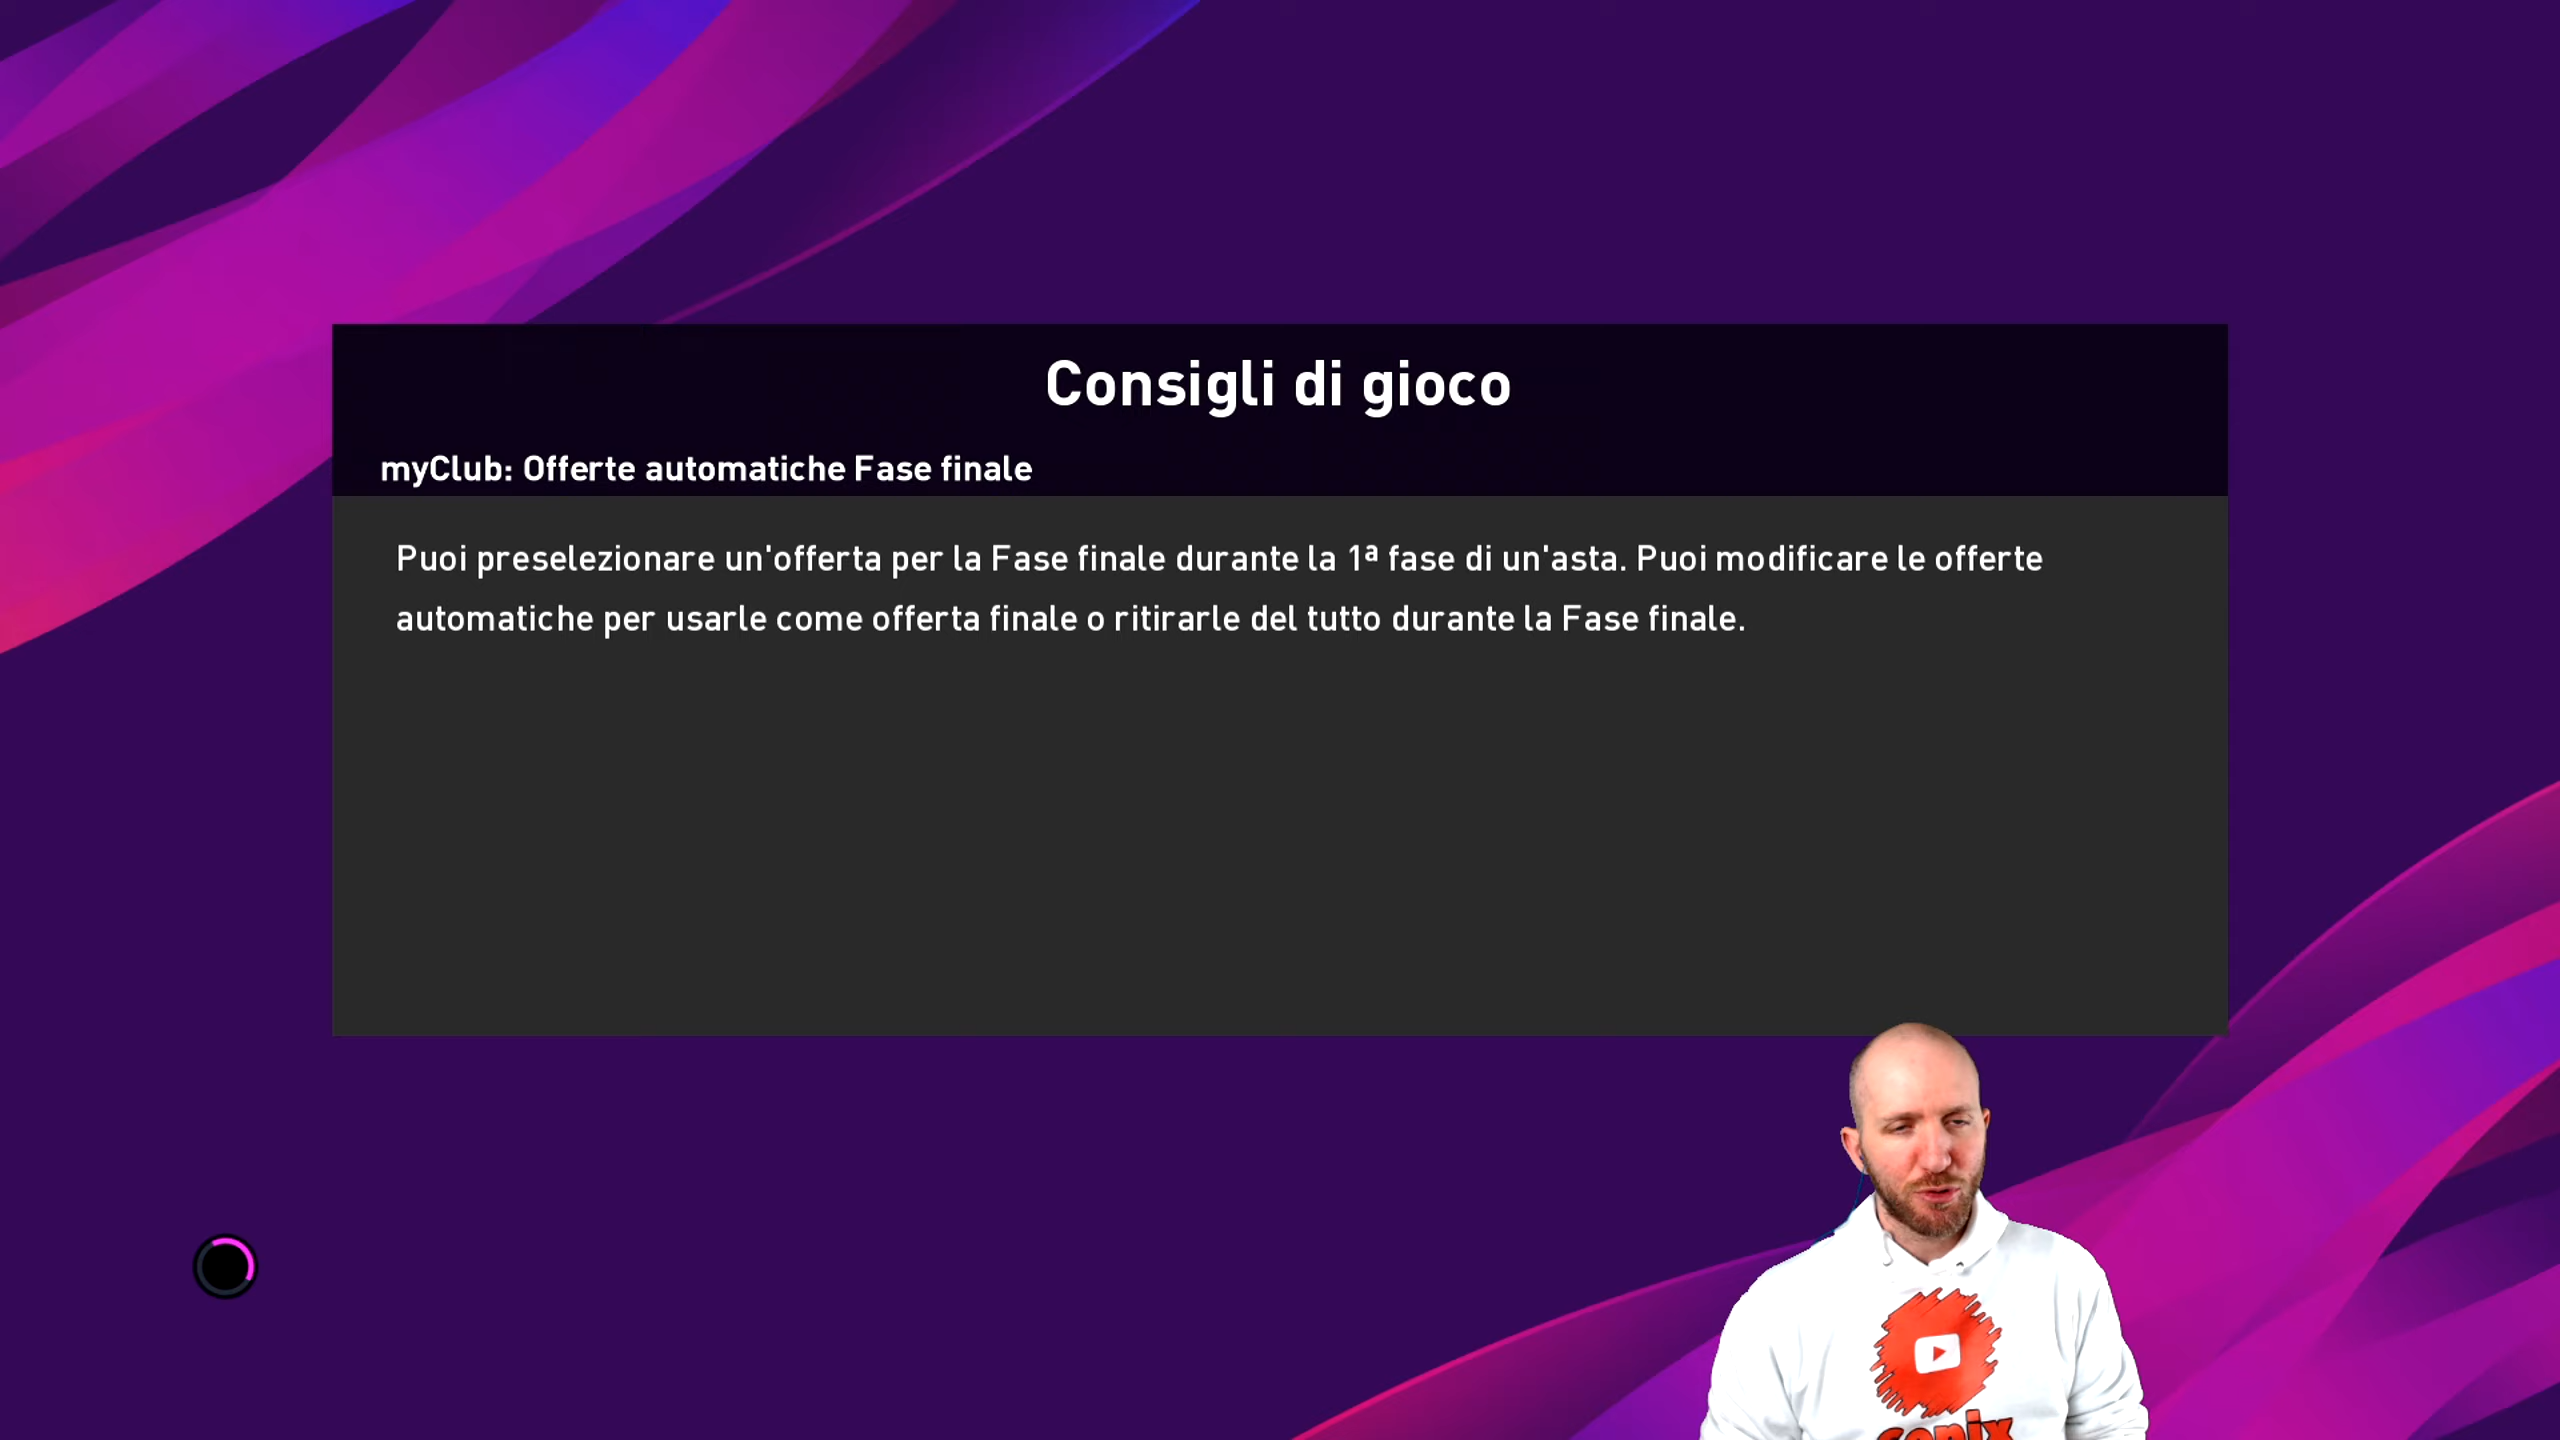 Consigli di gioco
myClub: Offerte automatiche Fase finale
Puoi preselezionare un'offerta per la Fase finale durante la 1ª fase di un'asta. Puoi modificare le offerte
automatiche per usarle come offerta finale o ritirarle del tutto durante la Fase finale.